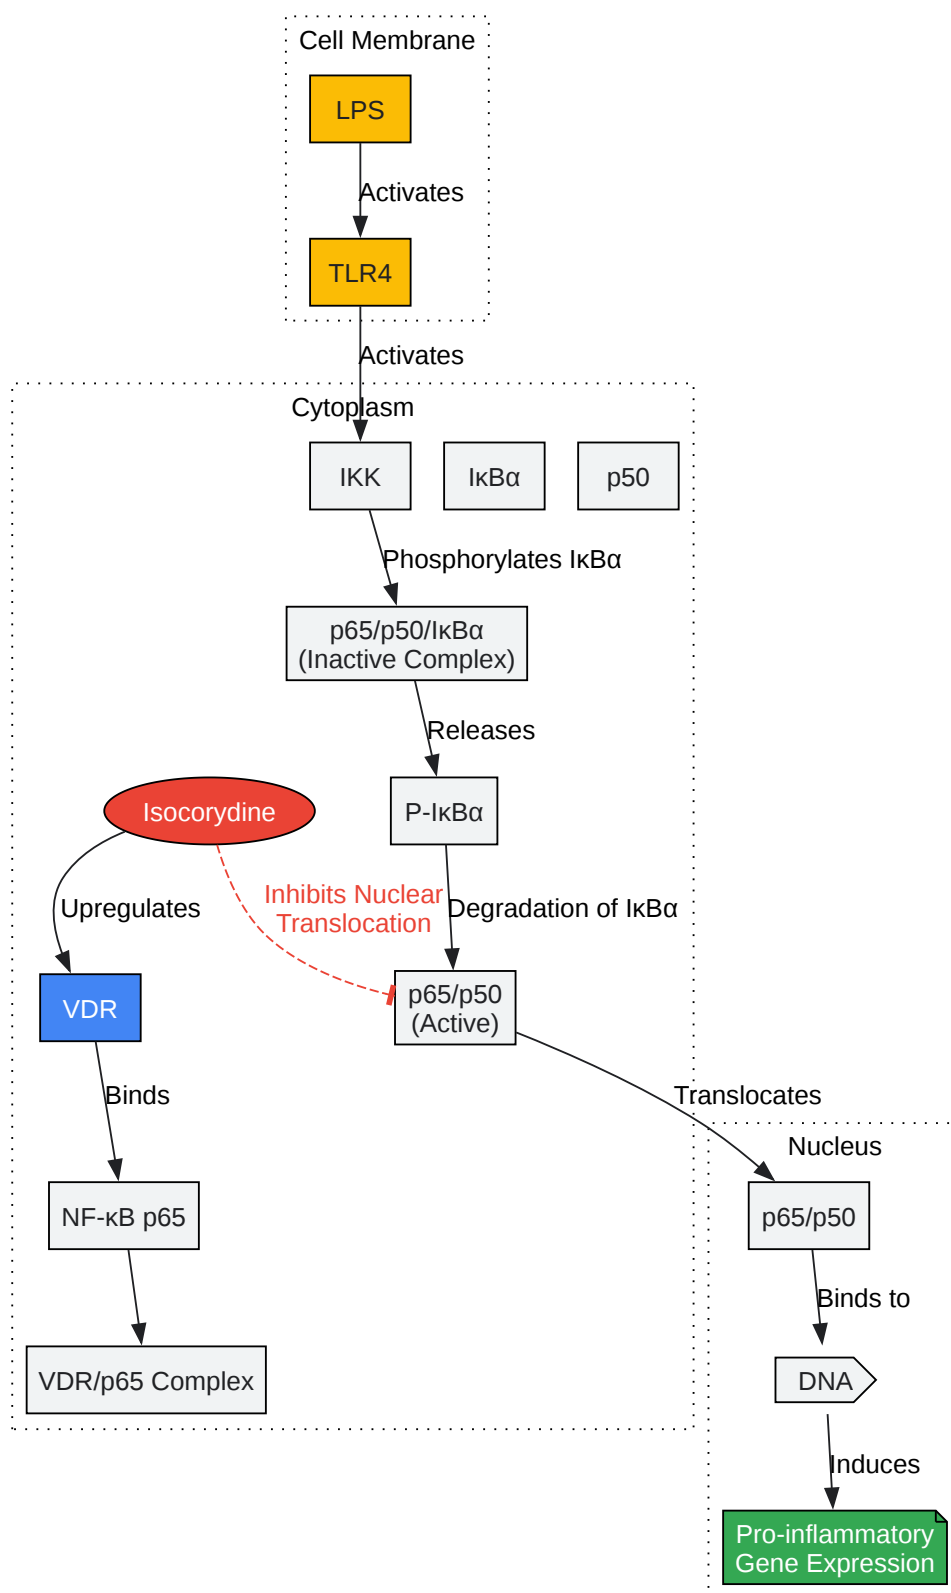 Cell Membrane
LPS
Activates
TLR4
Activates
Cytoplasm
IKK
IκBα
p50
Phosphorylates IκBα
p65/p50/IκBα
(Inactive Complex)
Releases
Isocorydine
P-IκBα
Upregulates
Inhibits Nuclear
Translocation
Degradation of IκBα
VDR
p65/p50
(Active)
Binds
Translocates
Nucleus
NF-κB p65
p65/p50
Binds to
VDR/p65 Complex
DNA
Induces
Pro-inflammatory
Gene Expression